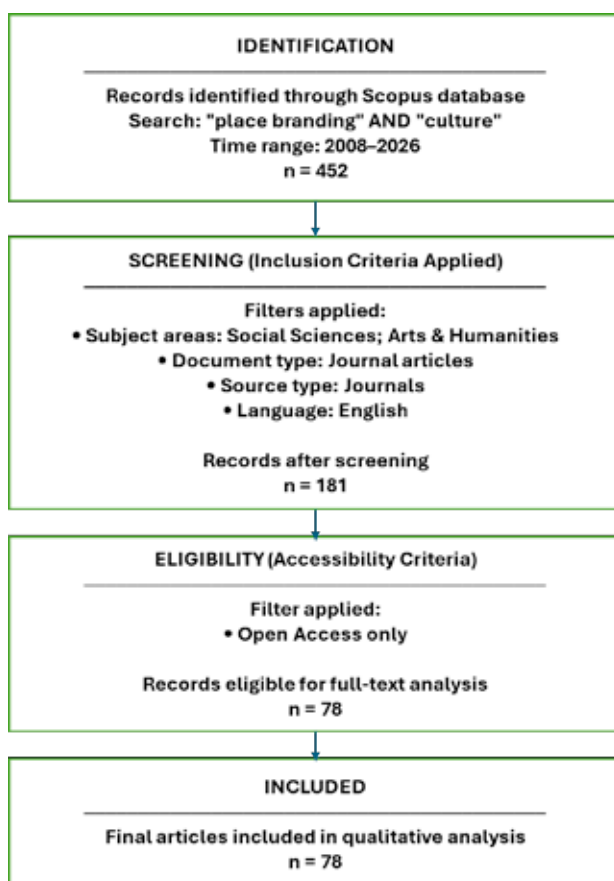 IDENTIFICATION
Records identified through Scopus database
Search: "place branding" AND "culture"
Time range: 2008–2026
n = 452
SCREENING (Inclusion Criteria Applied)
Filters applied:
• Subject areas: Social Sciences; Arts & Humanities
• Document type: Journal articles
• Source type: Journals
• Language: English
Records after screening
n = 181
ELIGIBILITY (Accessibility Criteria)
Filter applied:
• Open Access only
Records eligible for full-text analysis
n = 78
INCLUDED
Final articles included in qualitative analysis
n = 78